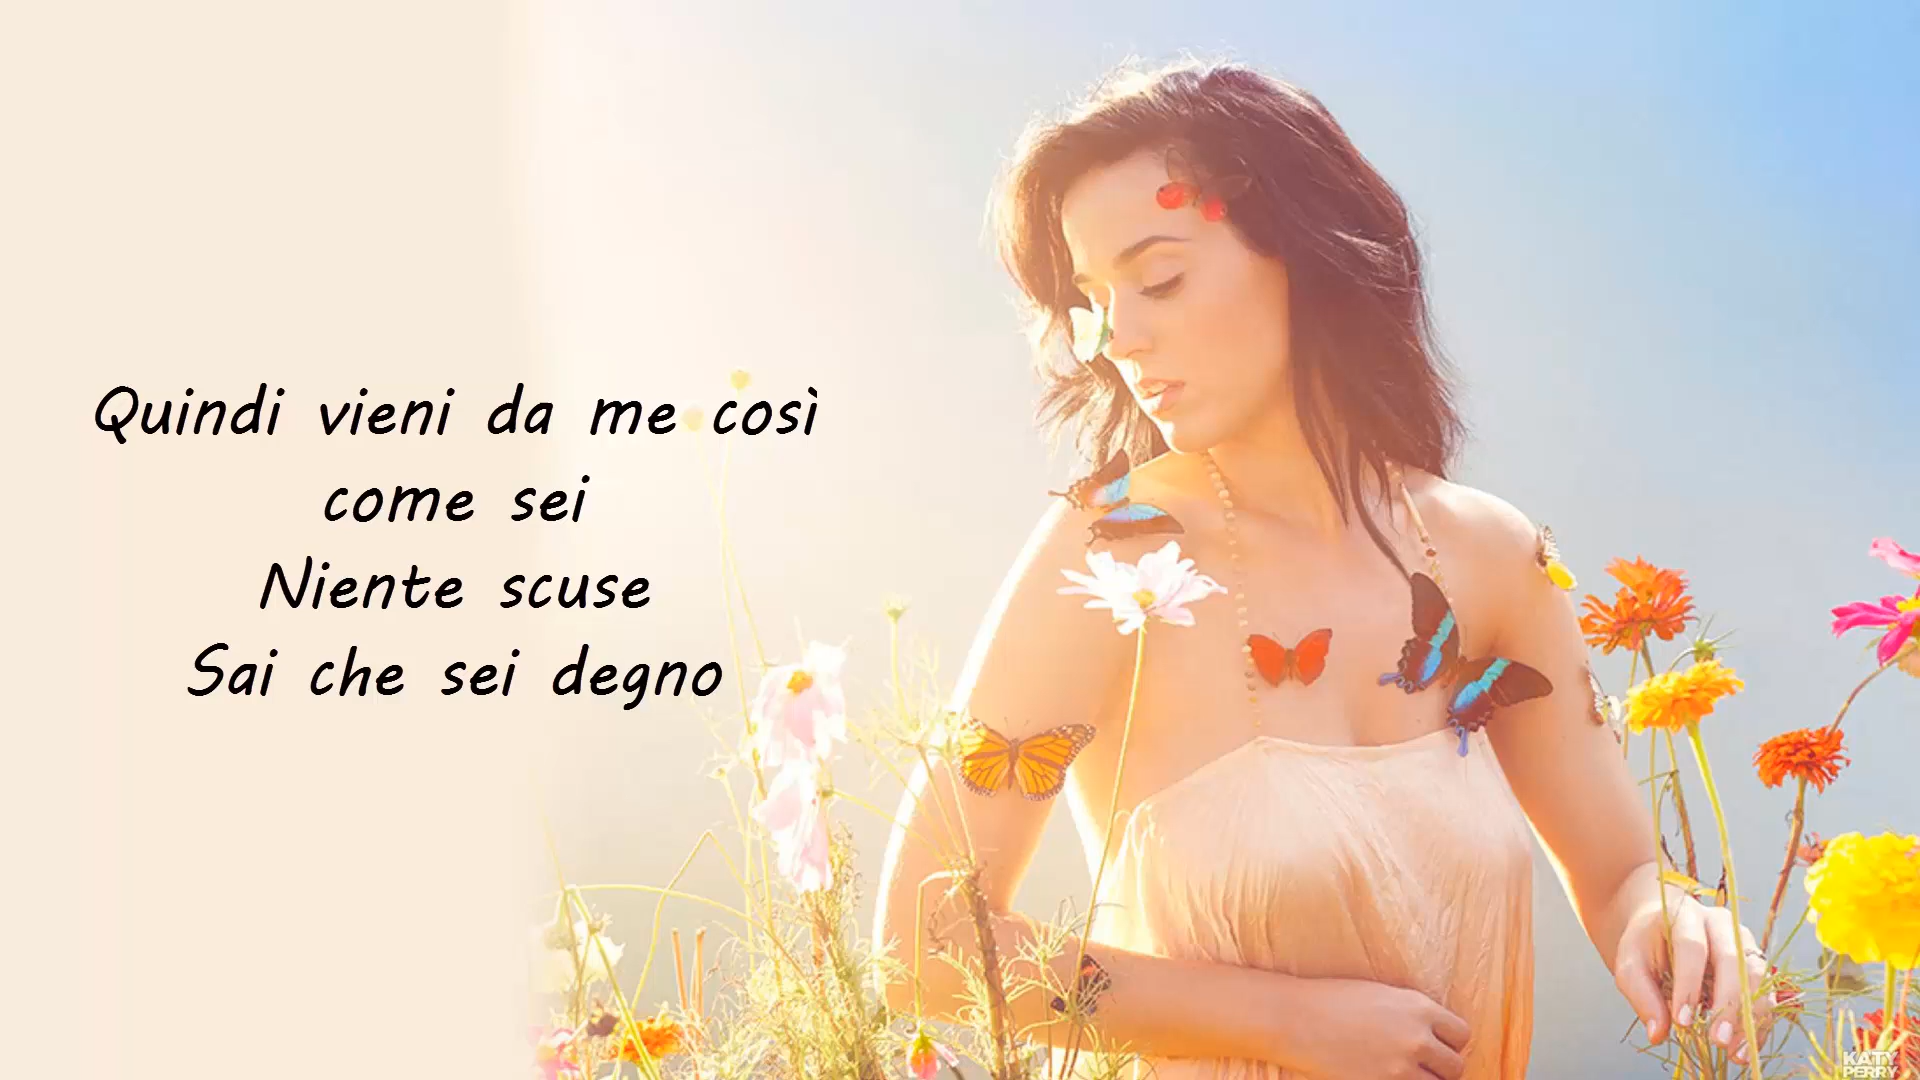 Quindi vieni da me così
come sei
Niente scuse
Sai che sei degno
KATY
PERRY